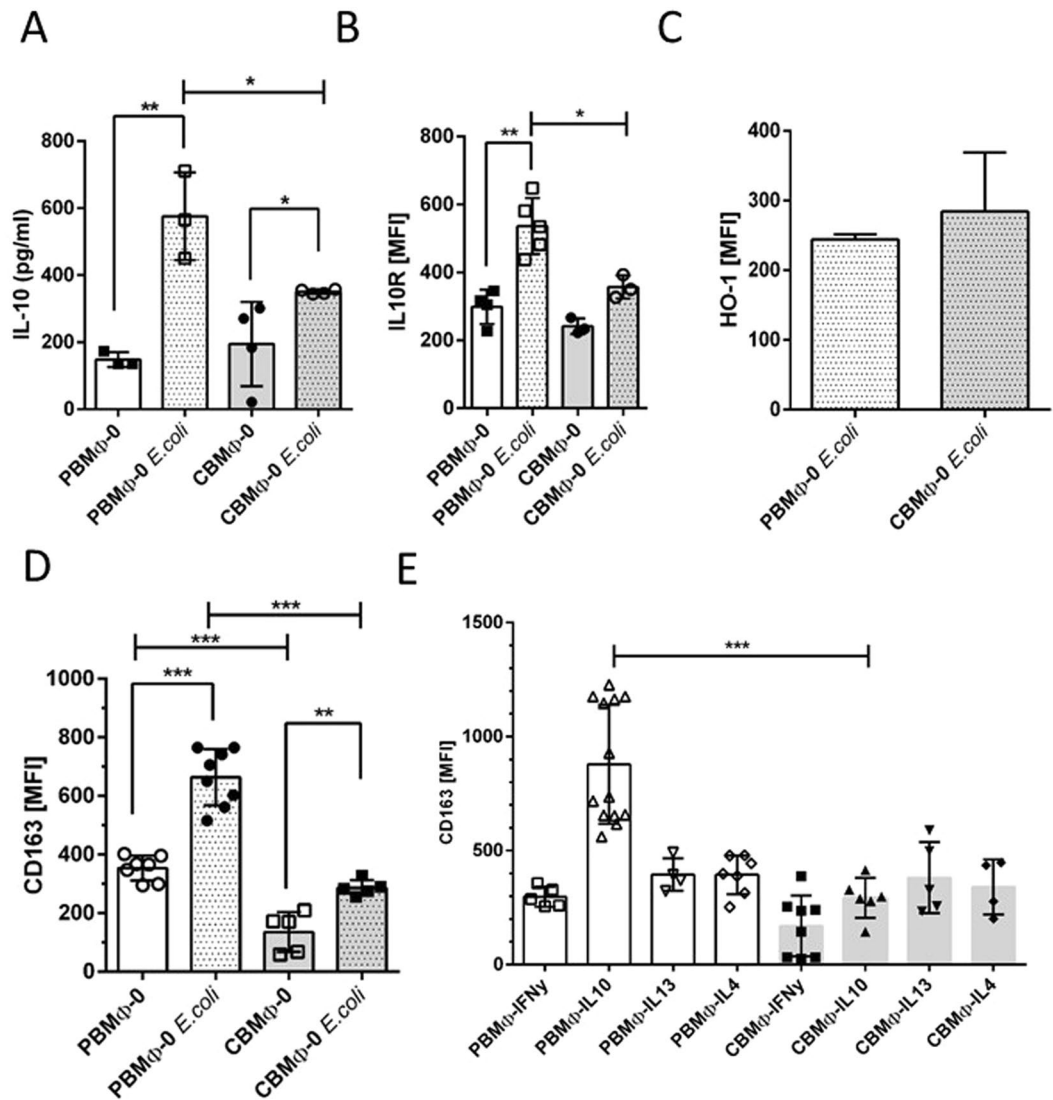 A
B
C
IL-10 (pg/ml)
800
600
400
200
0
**
*
*
PBMΦ-0
PBMΦ-0 E.coli
CBMΦ-0
CBMΦ-0 E.coli
IL10R [MFI]
800
600
400
200
0
**
*
PBMΦ-0
PBMΦ-0 E.coli
CBMΦ-0
CBMΦ-0 E.coli
HO-1 [MFI]
400
300
200
100
0
PBMΦ-0 E.coli
CBMΦ-0 E.coli
D
E
CD163 [MFI]
1000
800
600
400
200
0
***
***
***
**
PBMΦ-0
PBMΦ-0 E.coli
CBMΦ-0
CBMΦ-0 E.coli
CD163 [MFI]
1500
1000
500
0
***
PBMΦ-IFNy
PBMΦ-IL10
PBMΦ-IL13
PBMΦ-IL4
CBMΦ-IFNy
CBMΦ-IL10
CBMΦ-IL13
CBMΦ-IL4